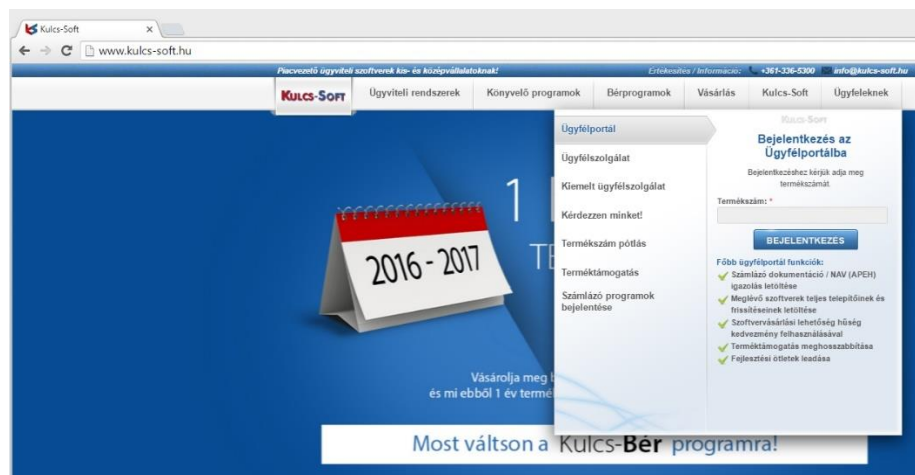 Kulcs-Soft
www.kulcs-soft.hu
Piacvezető ügyviteli szoftverek kis- és középvállalatoknak!
Értékesítés / Információ: +361-336-5300 info@kulcs-soft.hu
KULCS-SOFT
Ügyviteli rendszerek
Könyvelő programok
Bérprogramok
Vásárlás
Kulcs-Soft
Ügyfeleknek
Ügyfélportál
Ügyfélszolgálat
Kiemelt ügyfélszolgálat
Kérdezzen minket!
Termékszám pótlás
Terméktámogatás
Számlázó programok
bejelentése
Kulcs-Soft
Bejelentkezés az
Ügyfélportálba
Bejelentkezéshez kérjük adja meg
termékszámát.
Termékszám: *
BEJELENTKEZÉS
Főbb ügyfélportál funkciók:
Számlázó dokumentáció / NAV (APEH)
igazolás letöltése
Meglévő szoftverek teljes telepítőinek és
frissítéseinek letöltése
Szoftvervásárlási lehetőség hűség
kedvezmény felhasználásával
Terméktámogatás meghosszabbítása
Fejlesztési ötletek leadása
1
2016 - 2017
Vásárolja meg
és mi ebből 1 év
Most váltson a Kulcs-Bér programra!